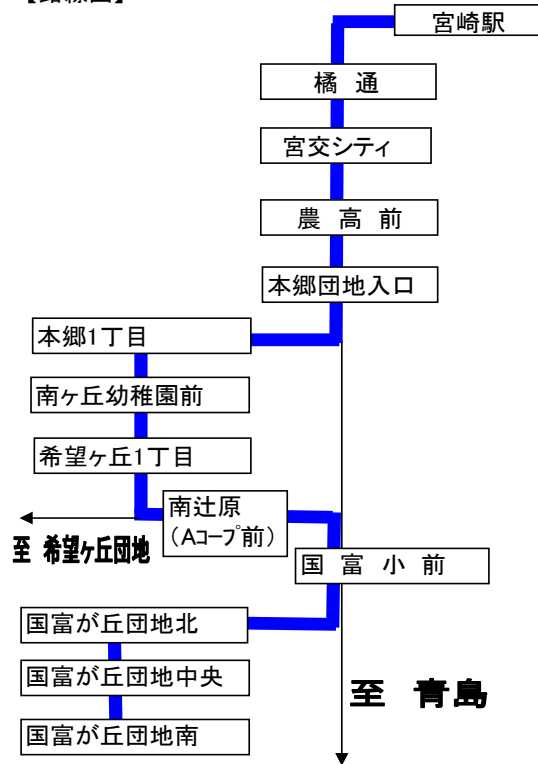 【路線図】
宮崎駅
橘 通
宮交シティ
農 高 前
本郷団地入口
本郷1丁目
南ヶ丘幼稚園前
希望ヶ丘1丁目
南辻原
(Aコープ前)
至 希望ヶ丘団地
国 富 小 前
国富が丘団地北
国富が丘団地中央
国富が丘団地南
至 青島